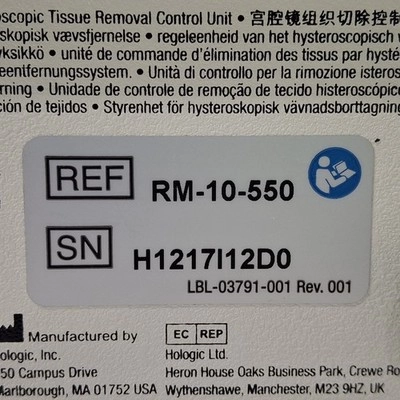 oscopic Tissue Removal Control Unit • 宫腔镜组织切除控制
oskopisk vævsfjernelse • regeleenheid van het hysteroscopisch v
yksikkö • unité de commande d'élimination des tissus par hysté
eentfernungssystem. • Unità di controllo per la rimozione isteros
rning • Unidade de controle de remoção de tecido histeroscópico
ción de tejidos • Styrenhet för hysteroskopisk vävnadsborttagning
REF RM-10-550
SN H1217I12D0
LBL-03791-001 Rev. 001
Manufactured by
ologic, Inc.
50 Campus Drive
Marlborough, MA 01752 USA
EC REP
Hologic Ltd.
Heron House Oaks Business Park, Crewe Ro
Wythenshawe, Manchester, M23 9HZ, UK